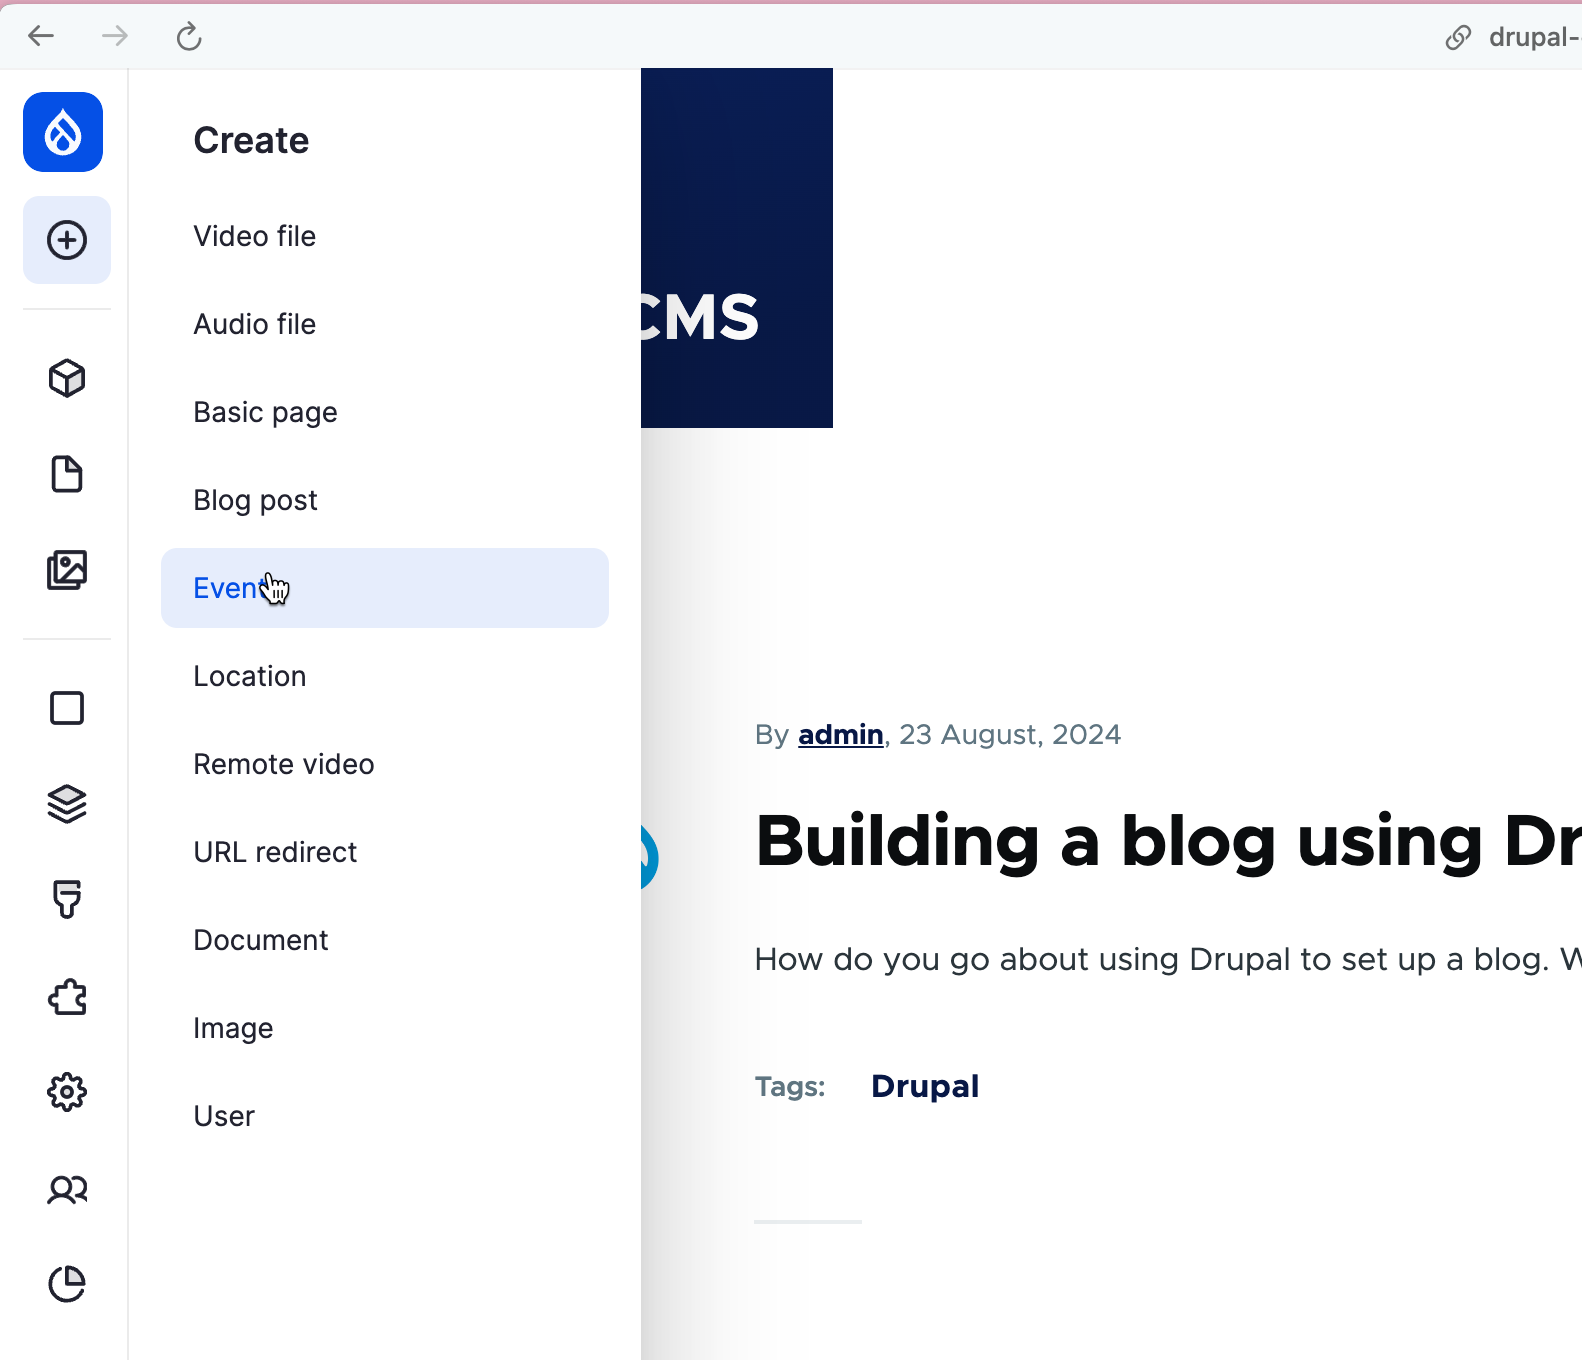 drupal-
Create
Video file
Audio file
Basic page
Blog post
Event
Location
Remote video
URL redirect
Document
Image
User
CMS
By admin, 23 August, 2024
Building a blog using Dr
How do you go about using Drupal to set up a blog. W
Tags: Drupal